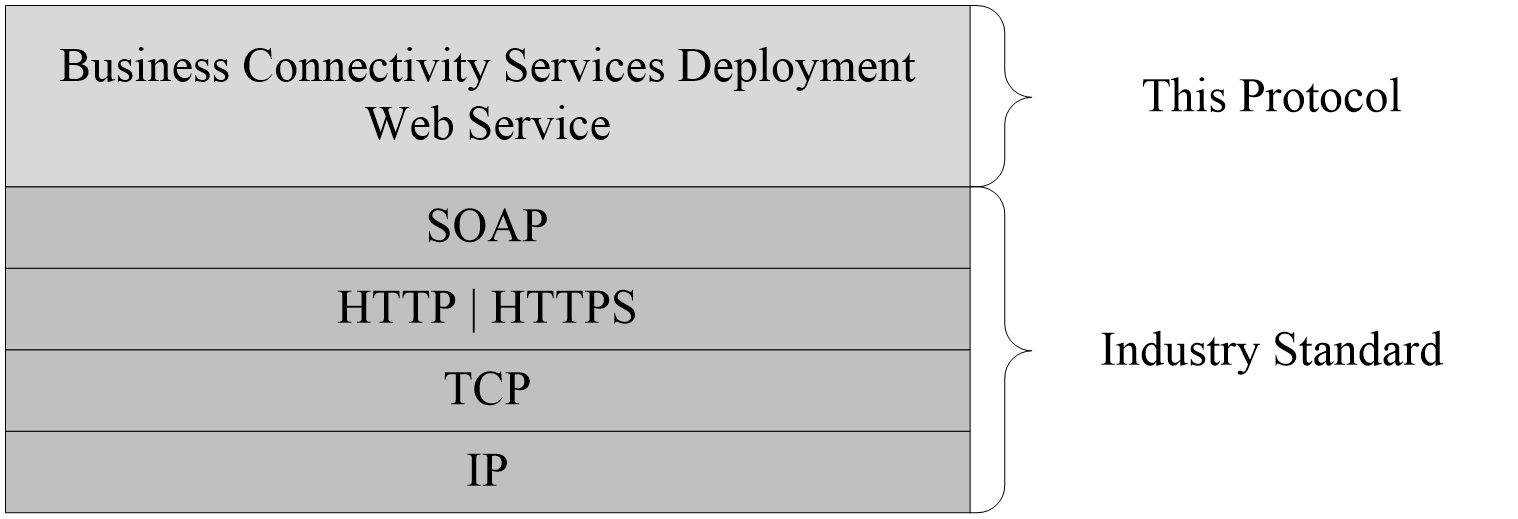 Business Connectivity Services Deployment
Web Service
This Protocol
SOAP
HTTP | HTTPS
TCP
IP
Industry Standard